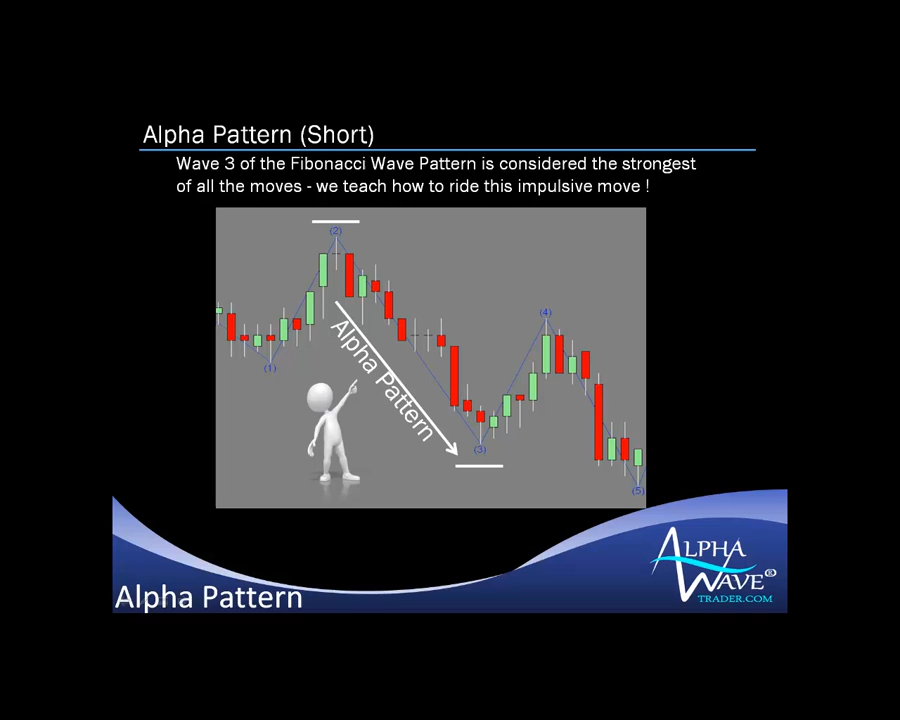 Alpha Pattern (Short)
Wave 3 of the Fibonacci Wave Pattern is considered the strongest
of all the moves - we teach how to ride this impulsive move !
(2)
(4)
Alpha Pattern
(1)
(3)
(5)
ALPHA
WAVE®
TRADER.COM
Alpha Pattern